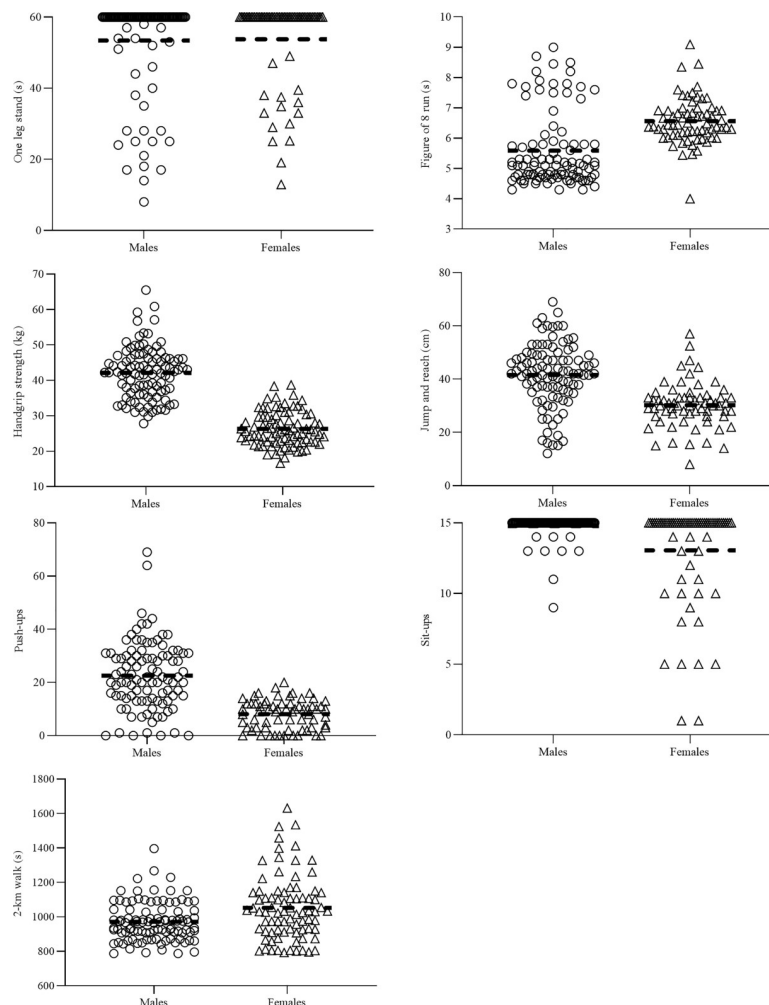 One leg stand (s)
60
40
20
0
Males
Females
Figure of 8 run (s)
10
9
8
7
6
5
4
3
Males
Females
Handgrip strength (kg)
70
60
50
40
30
20
10
Males
Females
Jump and reach (cm)
80
60
40
20
0
Males
Females
Push-ups
80
60
40
20
0
Males
Females
Sit-ups
15
10
5
0
Males
Females
2-km walk (s)
1800
1600
1400
1200
1000
800
600
Males
Females